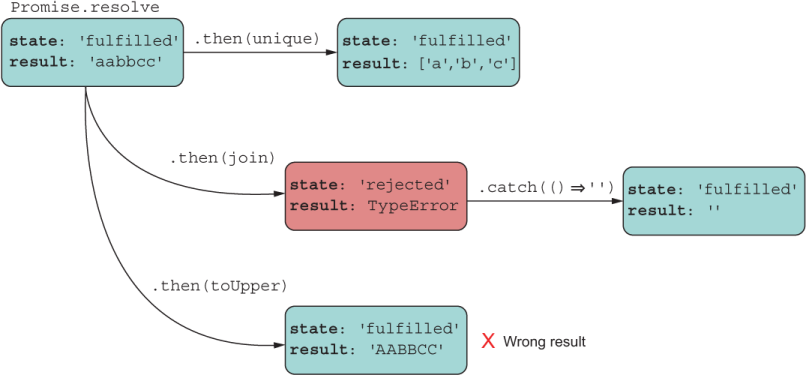 Promise.resolve
state: 'fulfilled'
result: 'aabbcc'
.then(unique)
state: 'fulfilled'
result: ['a','b','c']
.then(join)
state: 'rejected'
result: TypeError
.catch(()⇒'')
state: 'fulfilled'
result: ''
.then(toUpper)
state: 'fulfilled'
result: 'AABBCC'
X Wrong result